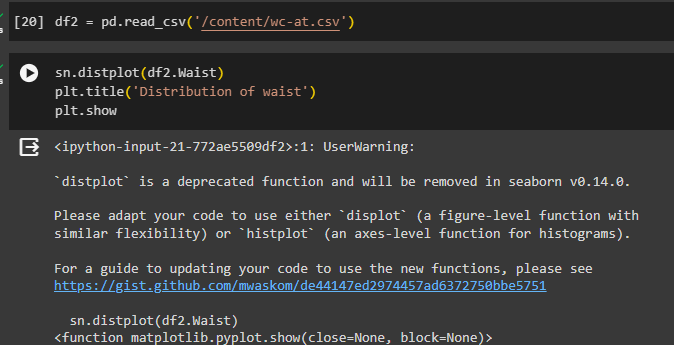 [20] df2 = pd.read_csv('/content/wc-at.csv')
s
sn.distplot(df2.Waist)
s
plt.title('Distribution of waist')
plt.show
<ipython-input-21-772ae5509df2>:1: UserWarning:
`distplot` is a deprecated function and will be removed in seaborn v0.14.0.
Please adapt your code to use either `displot` (a figure-level function with
similar flexibility) or `histplot` (an axes-level function for histograms).
For a guide to updating your code to use the new functions, please see
https://gist.github.com/mwaskom/de44147ed2974457ad6372750bbe5751
sn.distplot(df2.Waist)
<function matplotlib.pyplot.show(close=None, block=None)>